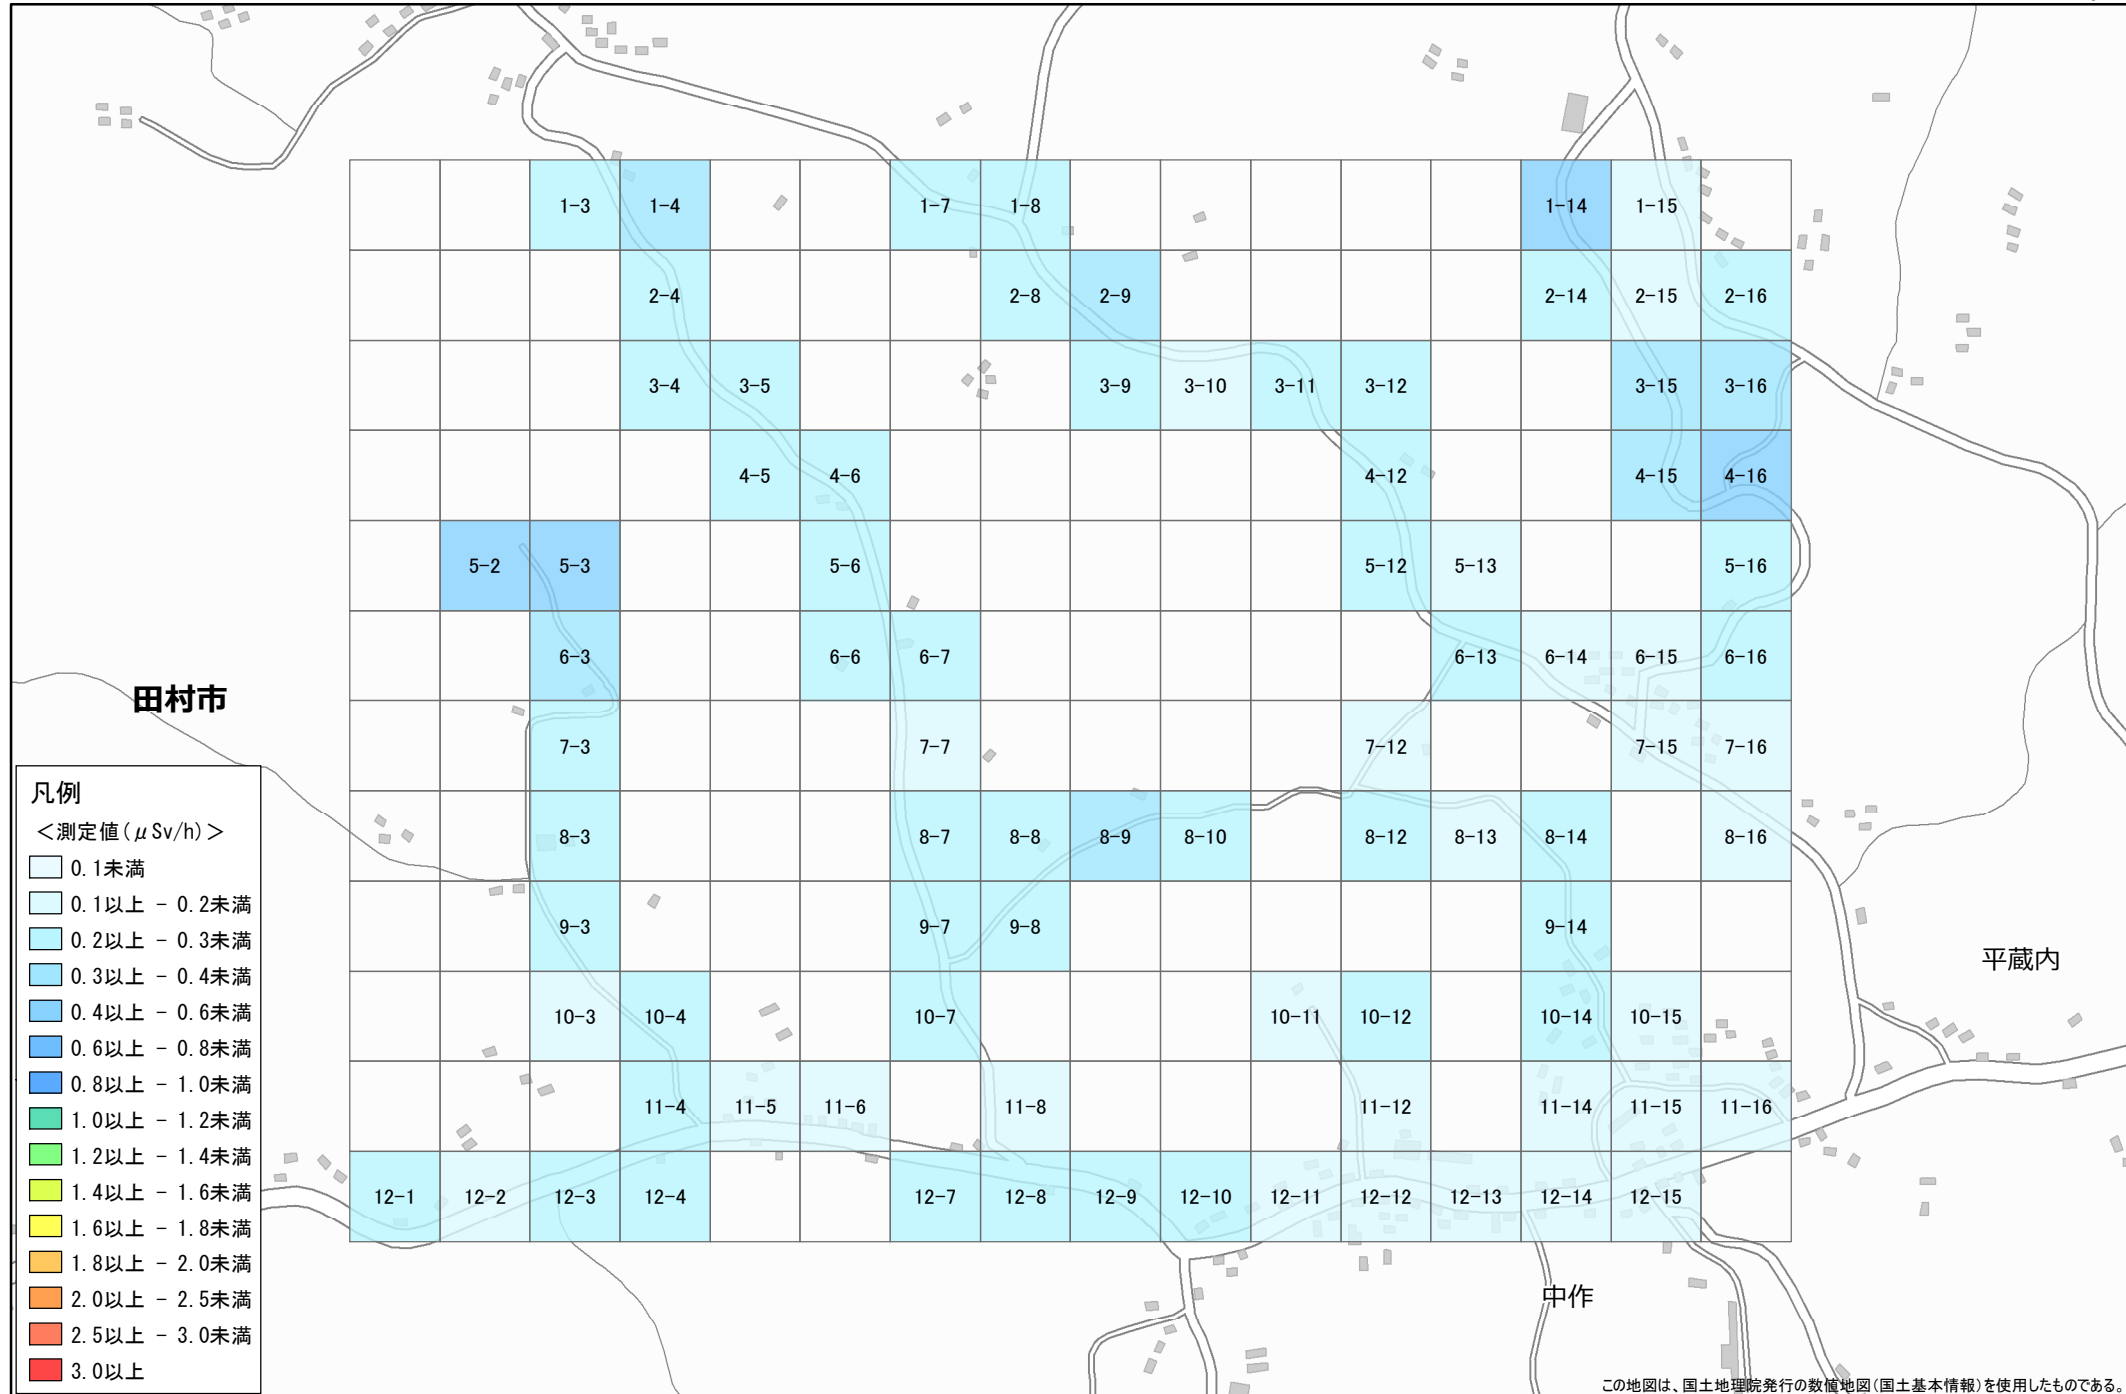 1-3 1-4 1-7 1-8 1-14 1-15
2-4 2-8 2-9 2-14 2-15 2-16
3-4 3-5 3-9 3-10 3-11 3-12 3-15 3-16
4-5 4-6 4-12 4-15 4-16
5-2 5-3 5-6 5-12 5-13 5-16
6-3 6-6 6-7 6-13 6-14 6-15 6-16
田村市
7-3 7-7 7-12 7-15 7-16
8-3 8-7 8-8 8-9 8-10 8-12 8-13 8-14 8-16
9-3 9-7 9-8 9-14
平蔵内
10-3 10-4 10-7 10-11 10-12 10-14 10-15
11-4 11-5 11-6 11-8 11-12 11-14 11-15 11-16
12-1 12-2 12-3 12-4 12-7 12-8 12-9 12-10 12-11 12-12 12-13 12-14 12-15
中作
凡例
＜測定値(μSv/h)＞
0.1未満
0.1以上 - 0.2未満
0.2以上 - 0.3未満
0.3以上 - 0.4未満
0.4以上 - 0.6未満
0.6以上 - 0.8未満
0.8以上 - 1.0未満
1.0以上 - 1.2未満
1.2以上 - 1.4未満
1.4以上 - 1.6未満
1.6以上 - 1.8未満
1.8以上 - 2.0未満
2.0以上 - 2.5未満
2.5以上 - 3.0未満
3.0以上
この地図は、国土地理院発行の数値地図(国土基本情報)を使用したものである。